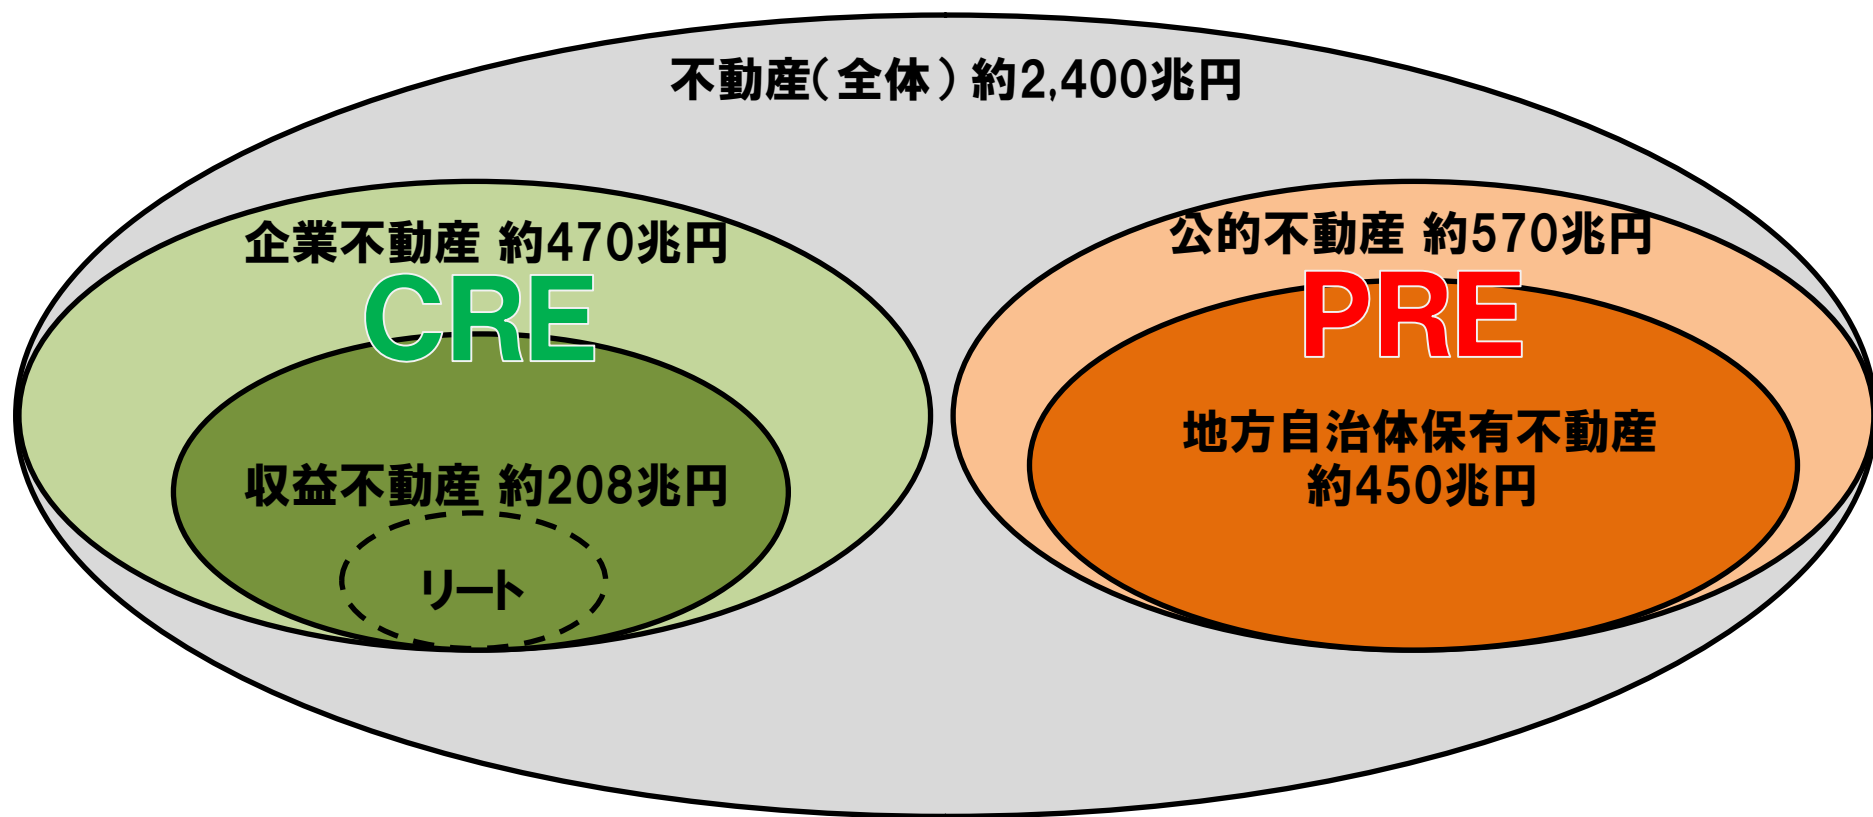 不動産（全体）約2,400兆円
企業不動産 約470兆円
CRE
収益不動産 約208兆円
リート
公的不動産 約570兆円
PRE
地方自治体保有不動産
約450兆円